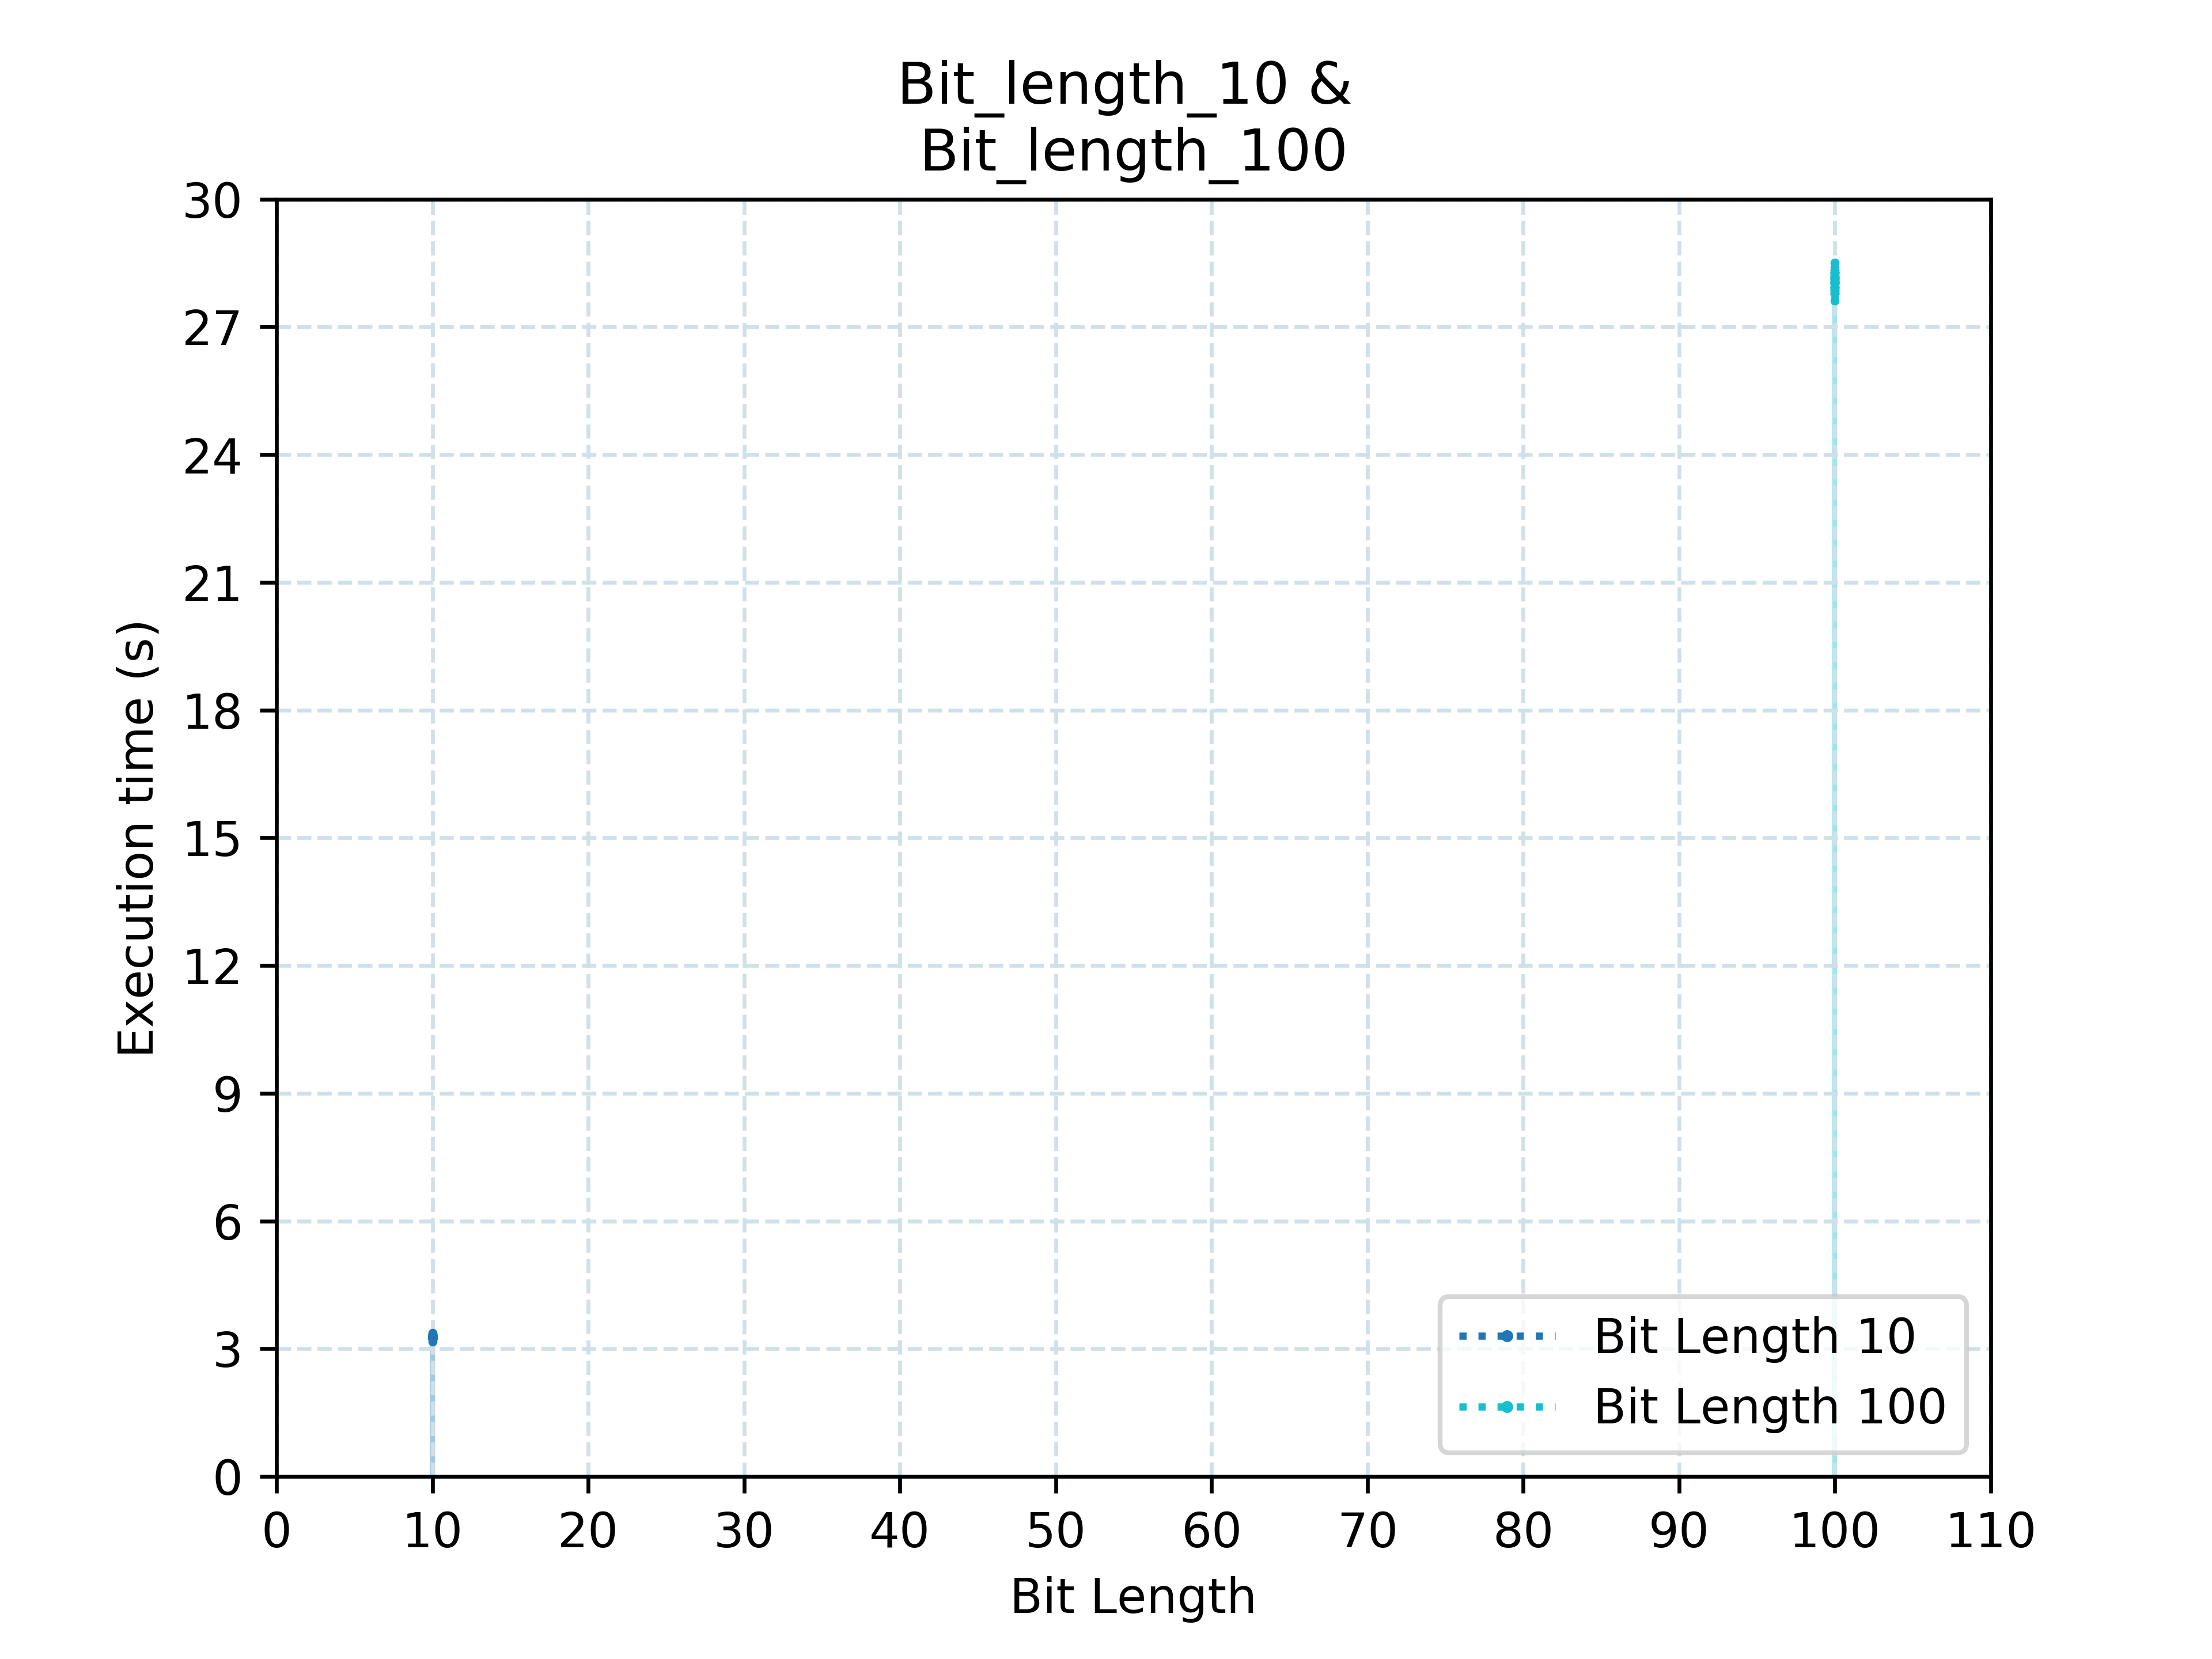 Bit_length_10 &
Bit_length_100
30
27
24
21
18
15
12
9
6
3
0
Execution time (s)
Bit Length 10
Bit Length 100
0 10 20 30 40 50 60 70 80 90 100 110
Bit Length